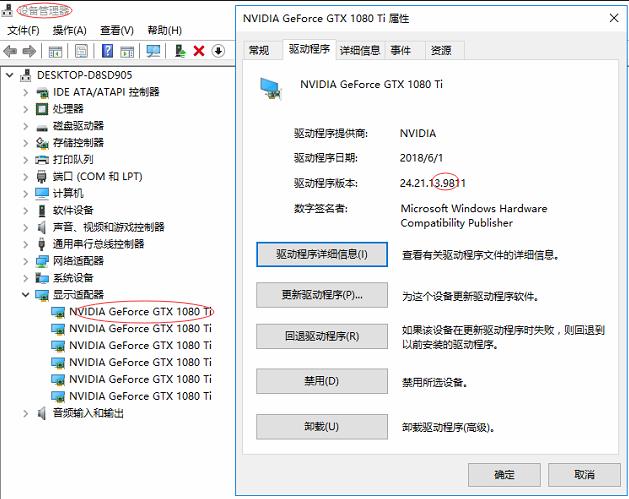 设备管理器
文件(F) 操作(A) 查看(V) 帮助(H)
DESKTOP-D8SD905
IDE ATA/ATAPI 控制器
处理器
磁盘驱动器
存储控制器
打印队列
端口 (COM 和 LPT)
计算机
软件设备
声音、视频和游戏控制器
通用串行总线控制器
网络适配器
系统设备
显示适配器
NVIDIA GeForce GTX 1080 Ti
NVIDIA GeForce GTX 1080 Ti
NVIDIA GeForce GTX 1080 Ti
NVIDIA GeForce GTX 1080 Ti
NVIDIA GeForce GTX 1080 Ti
NVIDIA GeForce GTX 1080 Ti
音频输入和输出
NVIDIA GeForce GTX 1080 Ti 属性
常规 驱动程序 详细信息 事件 资源
NVIDIA GeForce GTX 1080 Ti
驱动程序提供商: NVIDIA
驱动程序日期: 2018/6/1
驱动程序版本: 24.21.13.9811
数字签名者: Microsoft Windows Hardware
Compatibility Publisher
驱动程序详细信息(I) 查看有关驱动程序文件的详细信息。
更新驱动程序(P)... 为这个设备更新驱动程序软件。
回退驱动程序(R) 如果该设备在更新驱动程序时失败，则回退到
以前安装的驱动程序。
禁用(D) 禁用所选设备。
卸载(U) 卸载驱动程序(高级)。
确定 取消